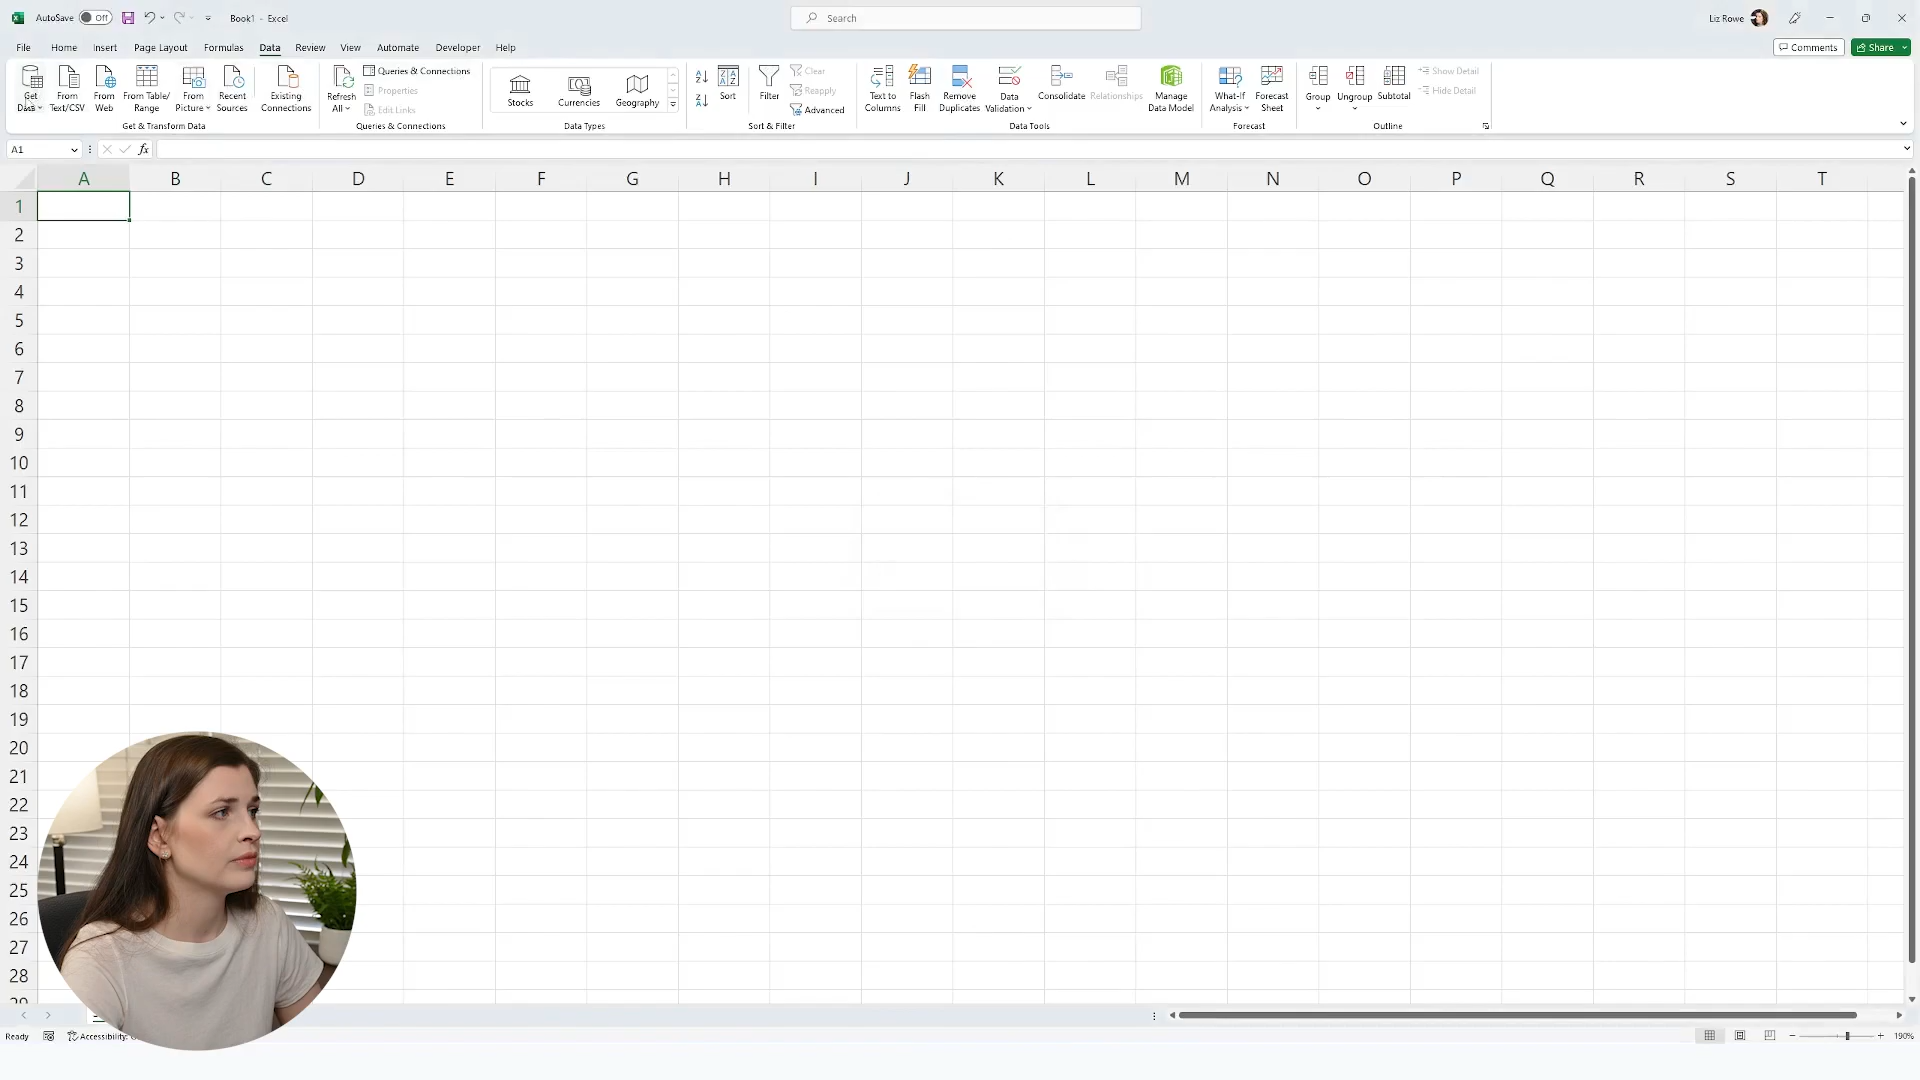 AutoSave Off Book1 - Excel Search Liz Rowe
File Home Insert Page Layout Formulas Data Review View Automate Developer Help Comments Share
Get Data
From Text/CSV
From Web
From Table/ Range
From Picture
Recent Sources
Existing Connections
Get & Transform Data
Refresh All
Queries & Connections
Properties
Edit Links
Queries & Connections
Stocks Currencies Geography
Data Types
Sort
Filter
Clear
Reapply
Advanced
Sort & Filter
Text to Columns
Flash Fill
Remove Duplicates
Data Validation
Consolidate
Relationships
Manage Data Model
Data Tools
What-If Analysis
Forecast Sheet
Forecast
Group
Ungroup
Subtotal
Show Detail
Hide Detail
Outline
A1 fx
A B C D E F G H I J K L M N O P Q R S T
1
2
3
4
5
6
7
8
9
10
11
12
13
14
15
16
17
18
19
20
21
22
23
24
25
26
27
28
Ready Accessibility: 190%